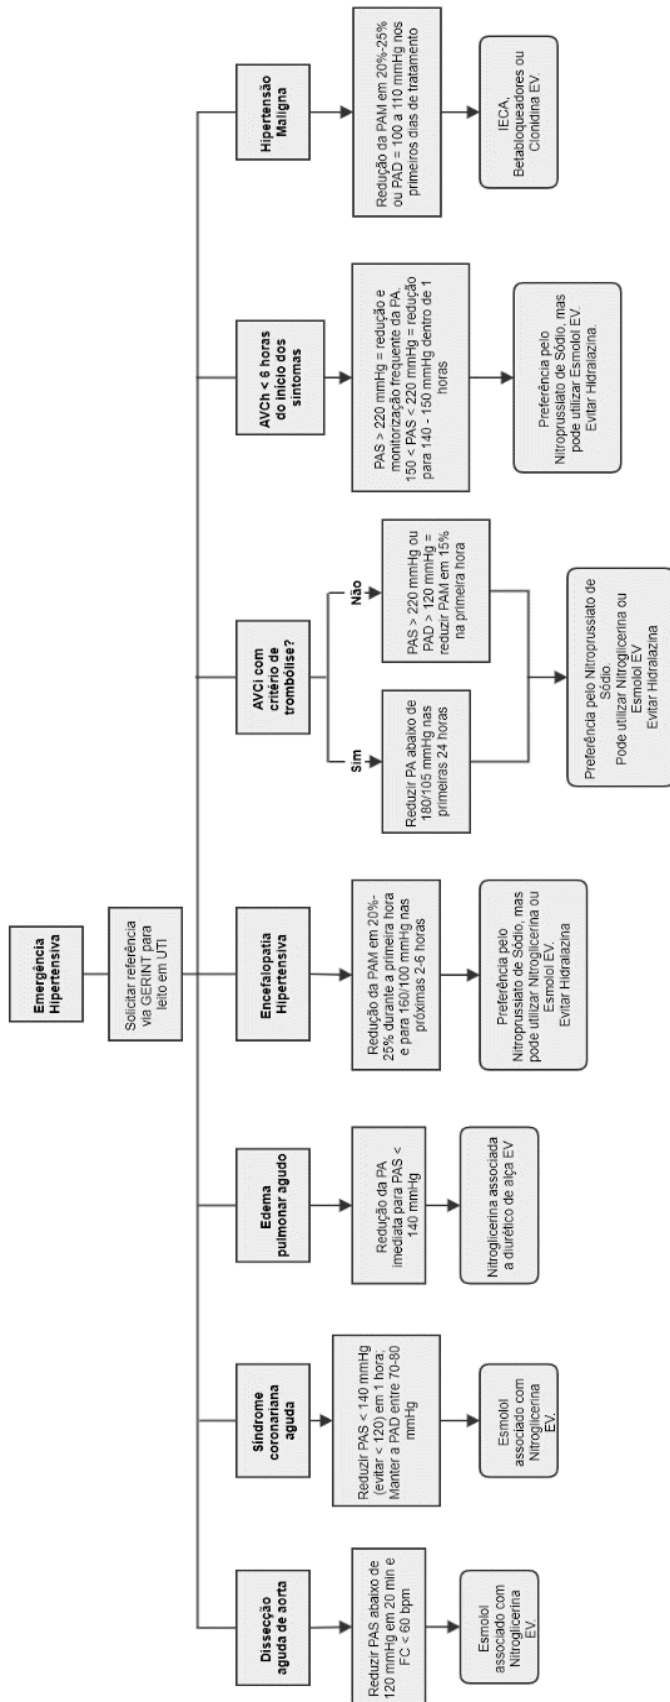 Emergência
Hipertensiva
Solicitar referência
via GERINT para
leito em UTI
Dissecção
aguda de aorta
Reduzir PAS abaixo de
120 mmHg em 20 min e
FC < 60 bpm
Esmolol
associado com
Nitroglicerina
EV.
Síndrome
coronariana
aguda
Reduzir PAS < 140 mmHg
(evitar < 120) em 1 hora;
Manter a PAD entre 70-80
mmHg
Esmolol
associado com
Nitroglicerina
EV.
Edema
pulmonar agudo
Redução da PA
imediata para PAS <
140 mmHg
Nitroglicerina associada
a diurético de alça EV
Encefalopatia
Hipertensiva
Redução da PAM em 20%-
25% durante a primeira hora
e para 160/100 mmHg nas
próximas 2-6 horas
Preferência pelo
Nitroprussiato de Sódio, mas
pode utilizar Nitroglicerina ou
Esmolol EV.
Evitar Hidralazina
AVCi com
critério de
trombólise?
Sim
Reduzir PA abaixo de
180/105 mmHg nas
primeiras 24 horas
Não
PAS > 220 mmHg ou
PAD > 120 mmHg =
reduzir PAM em 15%
na primeira hora
Preferência pelo Nitroprussiato de
Sódio.
Pode utilizar Nitroglicerina ou
Esmolol EV
Evitar Hidralazina
AVCh < 6 horas
do início dos
sintomas
PAS > 220 mmHg = redução e
monitorização frequente da PA.
150 < PAS < 220 mmHg = redução
para 140 - 150 mmHg dentro de 1
horas
Preferência pelo
Nitroprussiato de Sódio, mas
pode utilizar Esmolol EV.
Evitar Hidralazina.
Hipertensão
Maligna
Redução da PAM em 20%-25%
ou PAD = 100 a 110 mmHg nos
primeiros dias de tratamento
IECA,
Betabloqueadores ou
Clonidina EV.